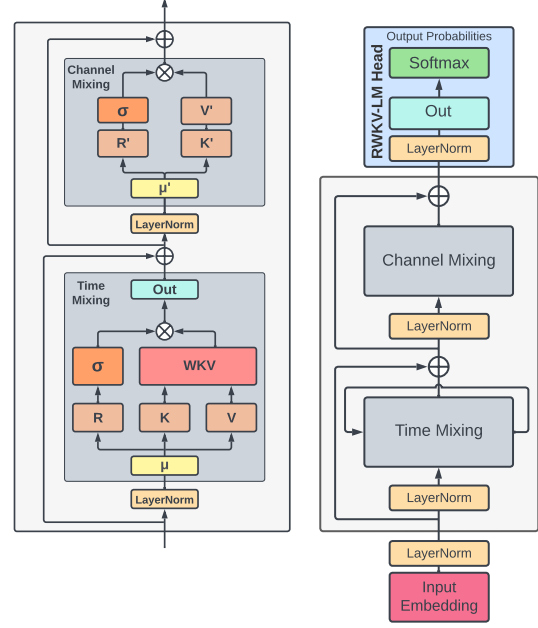 Channel
Mixing
σ
V'
R'
K'
μ'
LayerNorm
Time
Mixing
Out
σ
WKV
R
K
V
μ
LayerNorm
RWKV-LM Head
Output Probabilities
Softmax
Out
LayerNorm
Channel Mixing
LayerNorm
Time Mixing
LayerNorm
LayerNorm
Input
Embedding